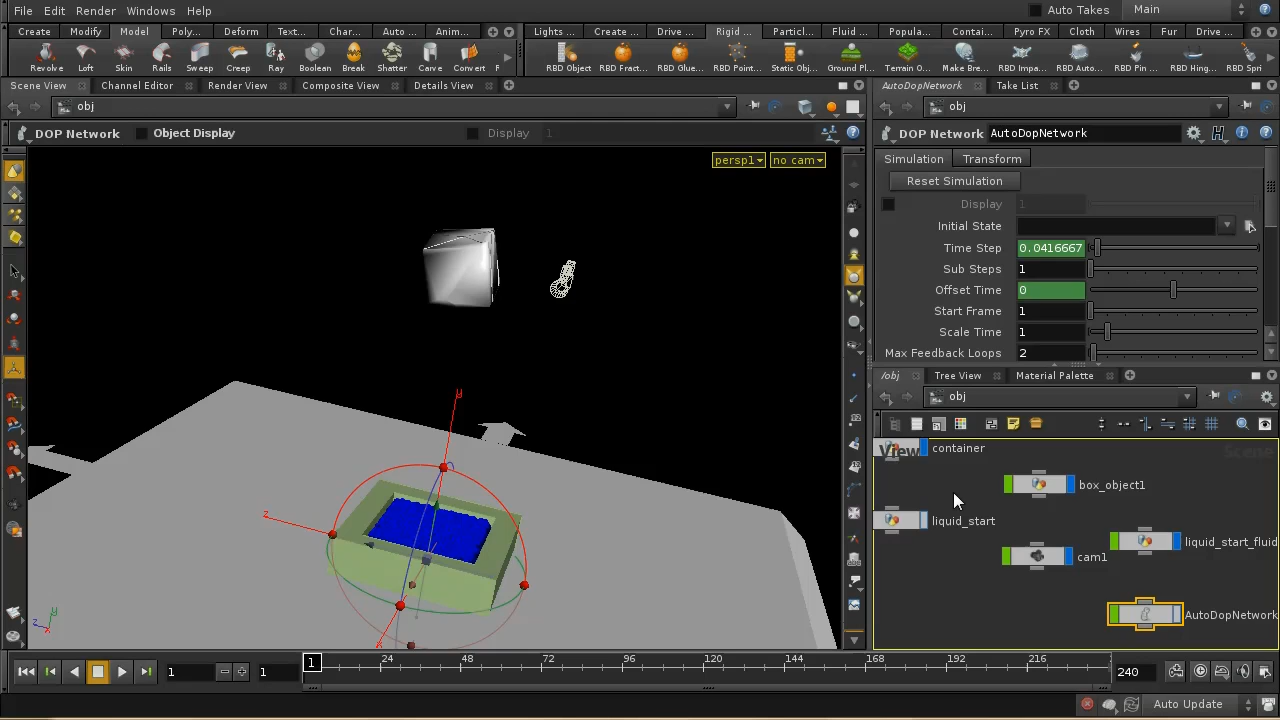 File Edit Render Windows Help Auto Takes Main
Create Modify Model Poly... Deform Text... Char... Auto Anim... Lights ... Create ... Drive ... Rigid ... Particl... Fluid ... Popula... Contai... Pyro FX Cloth Wires Fur Drive ...
Revolve Loft Skin Rails Sweep Creep Ray Boolean Break Shatter Carve Convert RBD Object RBD Fract... RBD Glue... RBD Point... Static Obj... Ground Pl... Terrain O... Make Bre... RBD Impa... RBD Auto... RBD Pin ... RBD Hing... RBD Spri
Scene View Channel Editor Render View Composite View Details View AutoDopNetwork Take List
obj obj
DOP Network Object Display Display 1 DOP Network AutoDopNetwork
persp1 no cam
Simulation Transform
Reset Simulation
Display 1
Initial State
Time Step 0.0416667
Sub Steps 1
Offset Time 0
Start Frame 1
Scale Time 1
Max Feedback Loops 2
/obj Tree View Material Palette
obj
View Scene
container
box_object1
liquid_start
liquid_start_fluid
cam1
AutoDopNetwork
y
z
x
y
z
x
1 1 1 24 48 72 96 120 144 168 192 216 240
Auto Update